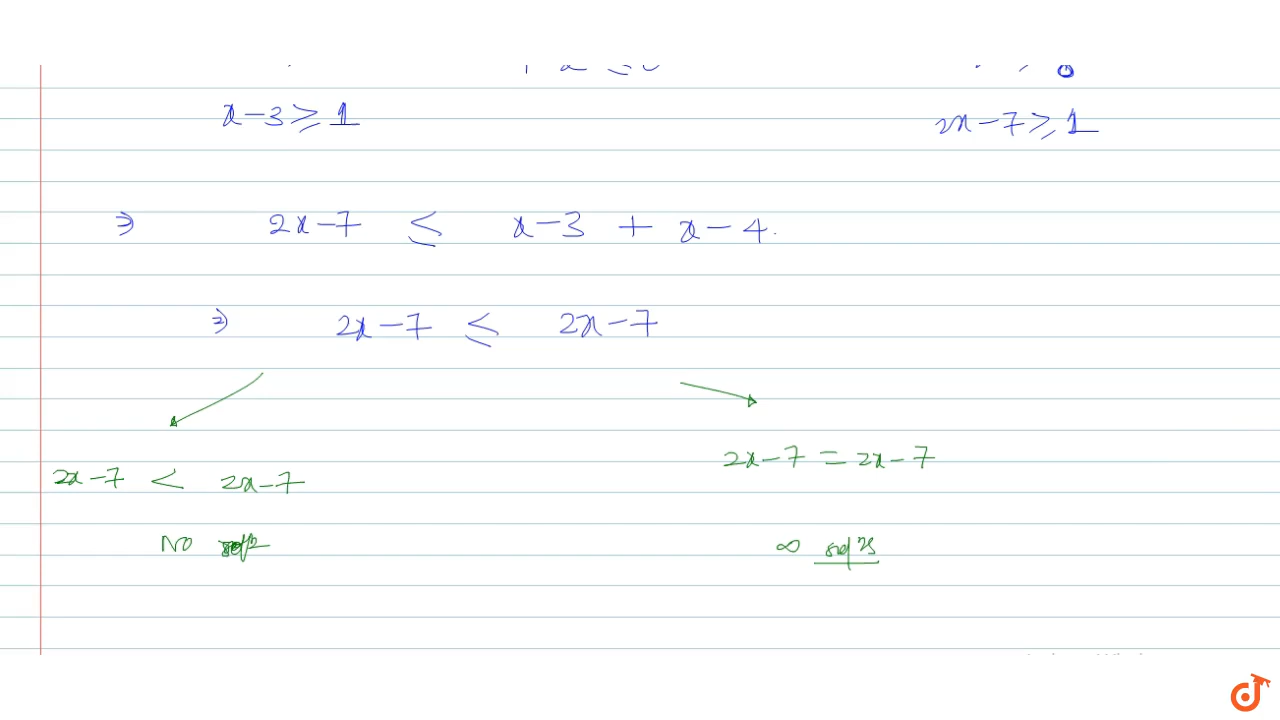 x-3 ≥ 1 2x-7 ≥ 1
⇒ 2x-7 ≤ x-3 + x-4.
⇒ 2x-7 ≤ 2x-7
2x-7 = 2x-7
2x-7 < 2x-7
NO ∞ solⁿs